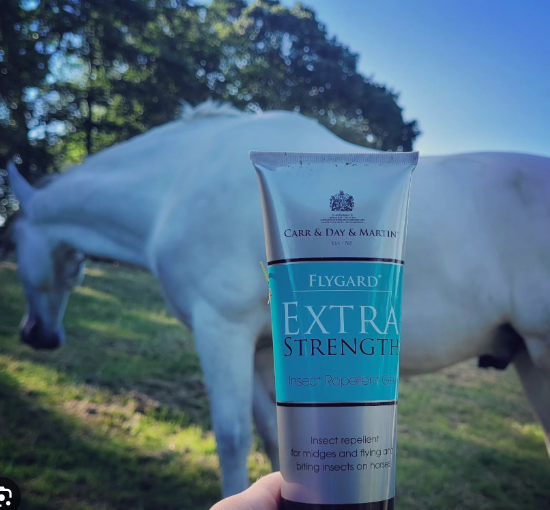 CARR & DAY & MARTIN
FLYGARD®
EXTRA
STRENGTH
Insect Repellent Gel
Insect repellent
for midges and flying and
biting insects on horses